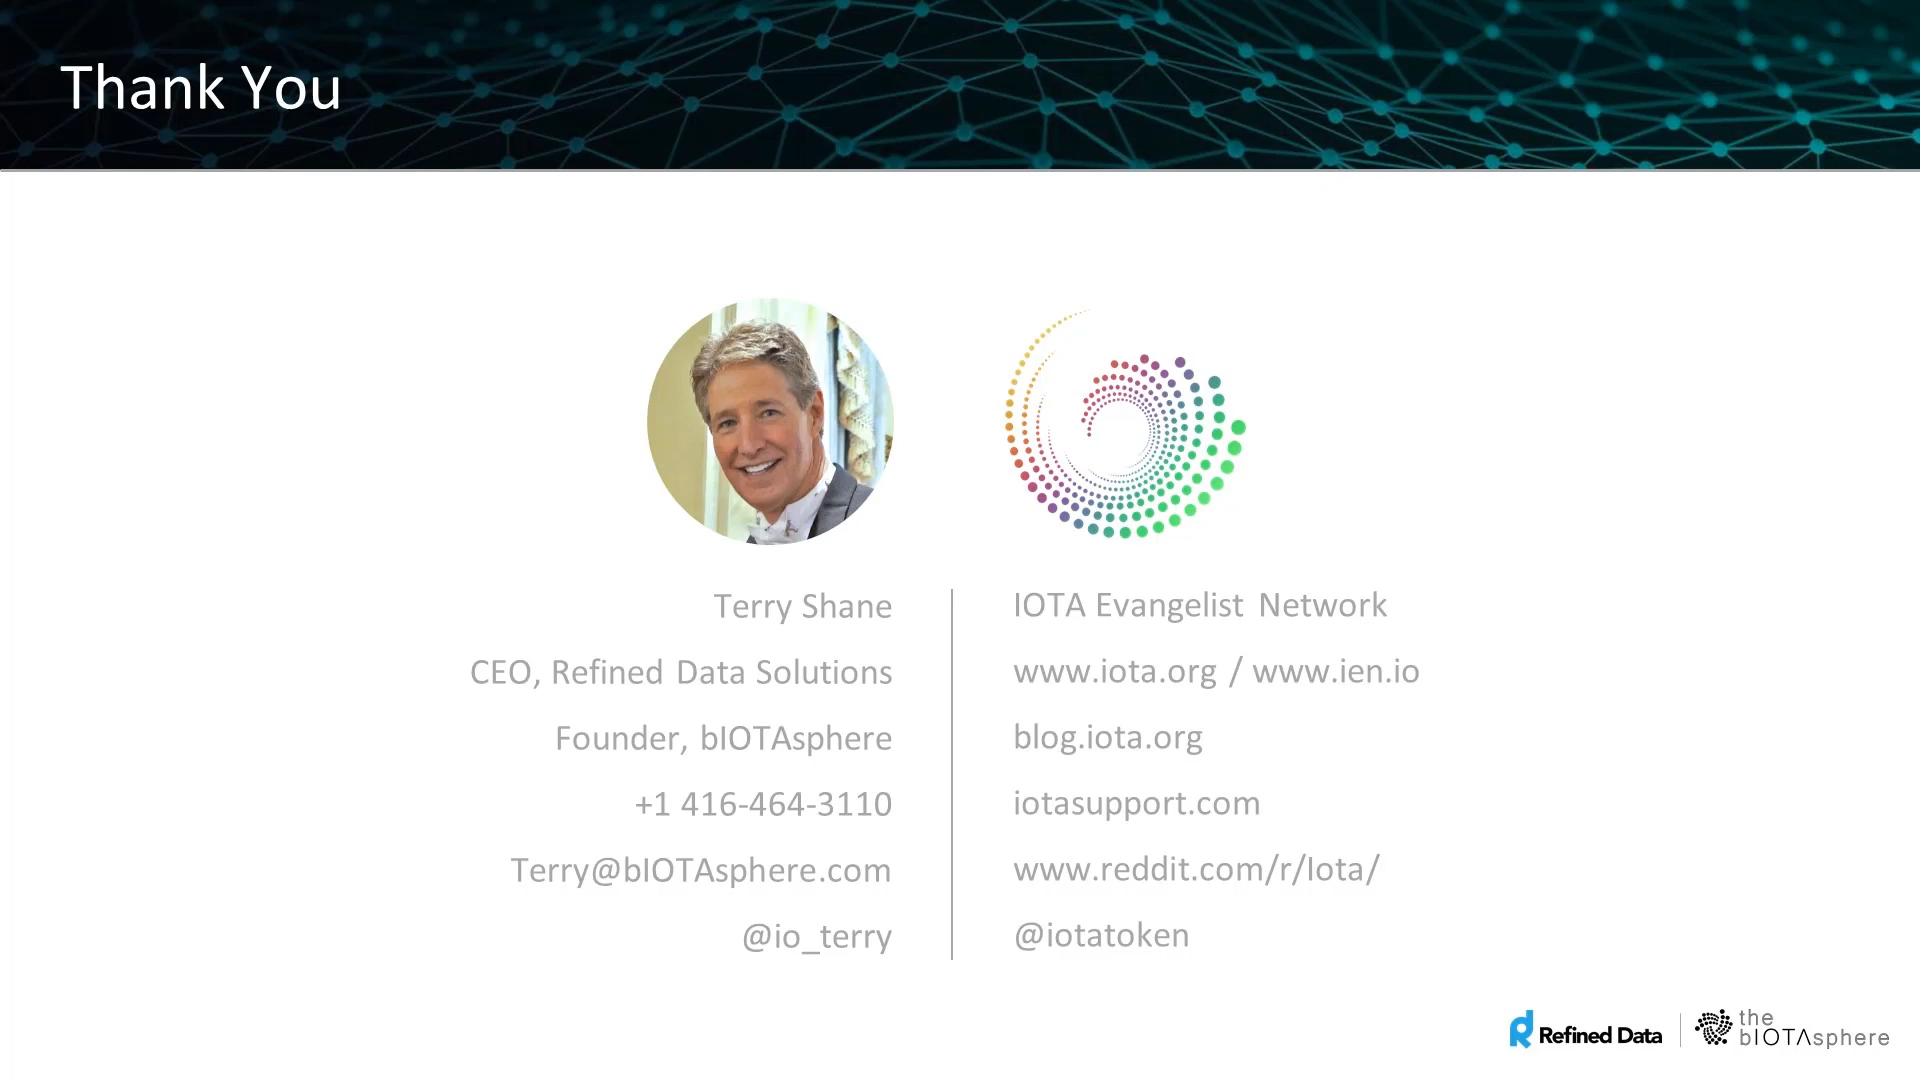 Thank You
Terry Shane
CEO, Refined Data Solutions
Founder, bIOTAsphere
+1 416-464-3110
Terry@bIOTAsphere.com
@io_terry
IOTA Evangelist Network
www.iota.org / www.ien.io
blog.iota.org
iotasupport.com
www.reddit.com/r/Iota/
@iotatoken
Refined Data
the
bIOTAsphere